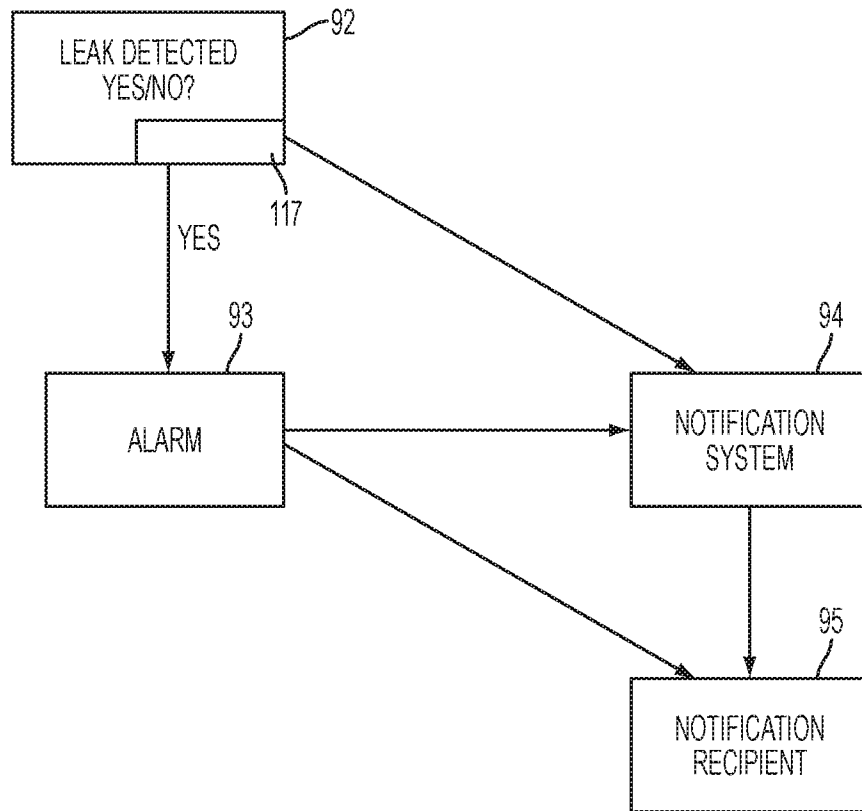 92
LEAK DETECTED
YES/NO?
117
YES
93
ALARM
94
NOTIFICATION
SYSTEM
95
NOTIFICATION
RECIPIENT